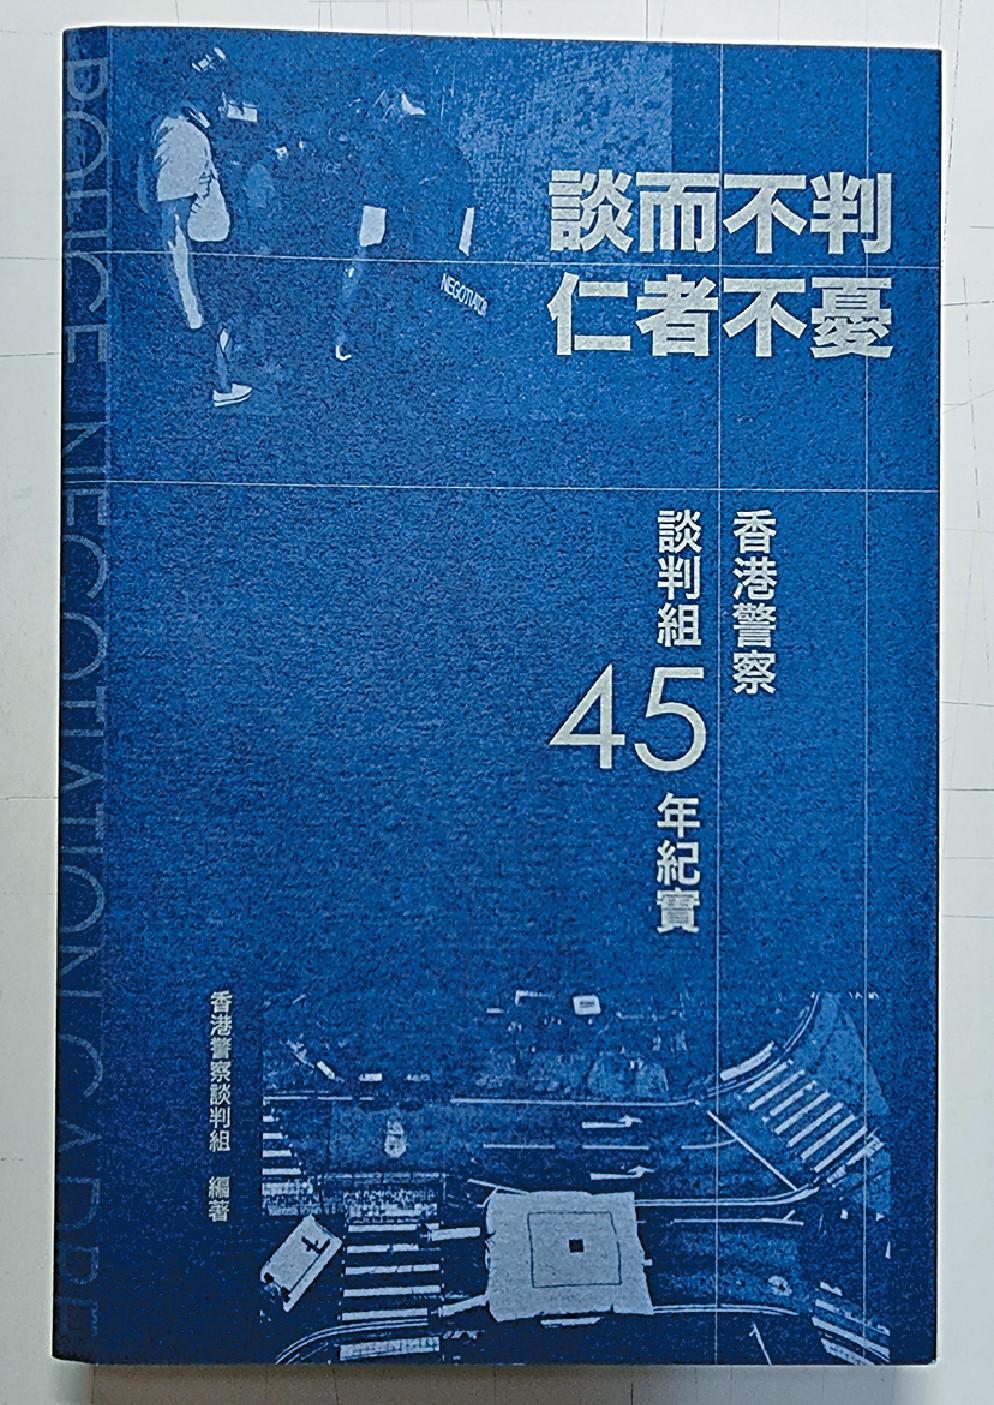 談而不判
仁者不憂
香港警察
談判組
45
年紀實
香港警察談判組 編著
NEGOTIATOR
POLICE NEGOTIATION CADRE